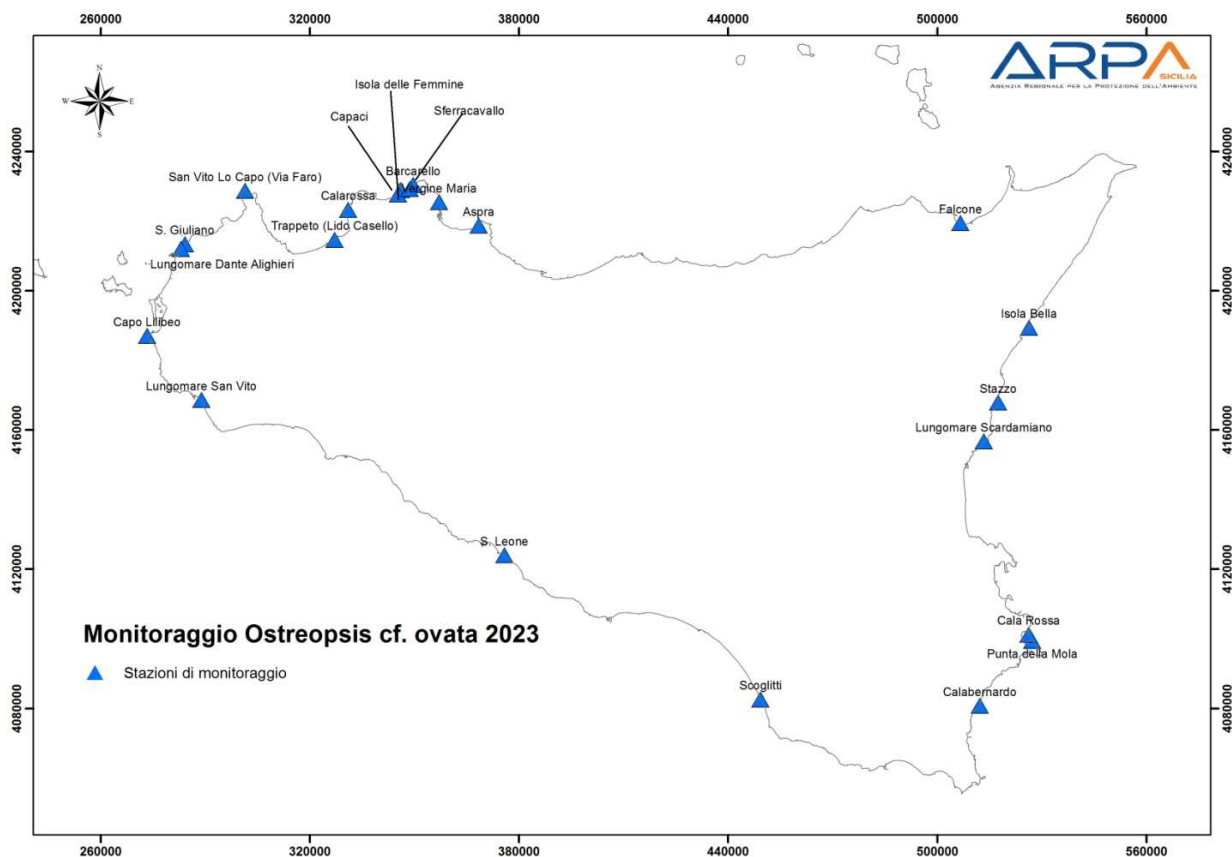 260000 320000 380000 440000 500000 560000
ARPA
SICILIA
AGENZIA REGIONALE PER LA PROTEZIONE DELL'AMBIENTE
N
W E
S
Isola delle Femmine
Capaci
Sferracavallo
4240000 4240000
San Vito Lo Capo (Via Faro)
Barcarello
Vergine Maria
Calarossa
Aspra
Falcone
Trappeto (Lido Casello)
S. Giuliano
Lungomare Dante Alighieri
4200000 4200000
Capo Lilibeo
Isola Bella
Lungomare San Vito
Stazzo
4160000 4160000
Lungomare Scardamiano
S. Leone
4120000 4120000
Monitoraggio Ostreopsis cf. ovata 2023
Cala Rossa
Punta della Mola
Stazioni di monitoraggio
Scoglitti
Calabernardo
4080000 4080000
260000 320000 380000 440000 500000 560000